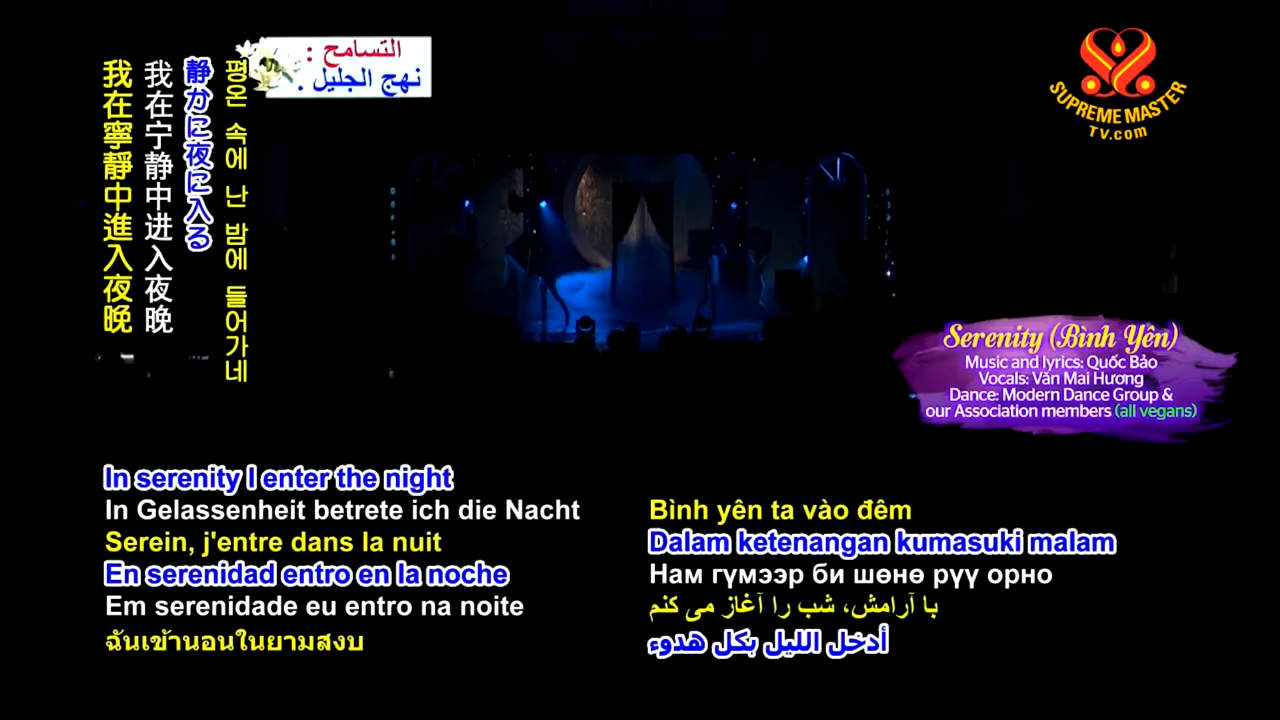 我在寧靜中進入夜晚
我在宁静中进入夜晚
静かに夜に入る
평온 속에 난 밤에 들어가네
التسامح :
نهج الجليل .
SUPREME MASTER
TV.com
Serenity (Bình Yên)
Music and lyrics: Quốc Bảo
Vocals: Văn Mai Hương
Dance: Modern Dance Group &
our Association members (all vegans)
In serenity I enter the night
In Gelassenheit betrete ich die Nacht
Serein, j'entre dans la nuit
En serenidad entro en la noche
Em serenidade eu entro na noite
ฉันเข้านอนในยามสงบ
Bình yên ta vào đêm
Dalam ketenangan kumasuki malam
Нам гүмээр би шөнө рүү орно
با آرامش، شب را آغاز می کنم
أدخل الليل بكل هدوء